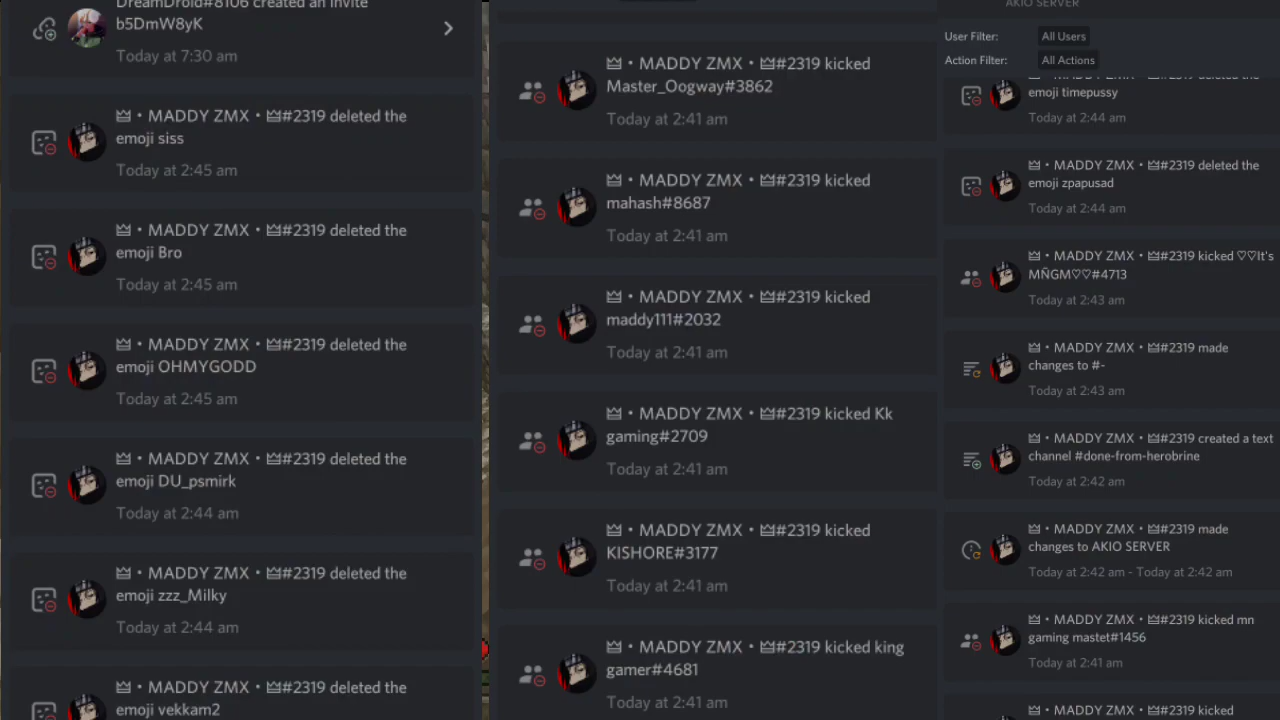 DreamDroid#8106 created an invite
b5DmW8yK
Today at 7:30 am
🜲 • MADDY ZMX • 🜲#2319 deleted the
emoji siss
Today at 2:45 am
🜲 • MADDY ZMX • 🜲#2319 deleted the
emoji Bro
Today at 2:45 am
🜲 • MADDY ZMX • 🜲#2319 deleted the
emoji OHMYGODD
Today at 2:45 am
🜲 • MADDY ZMX • 🜲#2319 deleted the
emoji DU_psmirk
Today at 2:44 am
🜲 • MADDY ZMX • 🜲#2319 deleted the
emoji zzz_Milky
Today at 2:44 am
🜲 • MADDY ZMX • 🜲#2319 deleted the
emoji vekkam2
🜲 • MADDY ZMX • 🜲#2319 kicked
Master_Oogway#3862
Today at 2:41 am
🜲 • MADDY ZMX • 🜲#2319 kicked
mahash#8687
Today at 2:41 am
🜲 • MADDY ZMX • 🜲#2319 kicked
maddy111#2032
Today at 2:41 am
🜲 • MADDY ZMX • 🜲#2319 kicked Kk
gaming#2709
Today at 2:41 am
🜲 • MADDY ZMX • 🜲#2319 kicked
KISHORE#3177
Today at 2:41 am
🜲 • MADDY ZMX • 🜲#2319 kicked king
gamer#4681
Today at 2:41 am
AKIO SERVER
User Filter: All Users
Action Filter: All Actions
🜲 • MADDY ZMX • 🜲#2319 deleted the
emoji timepussy
Today at 2:44 am
🜲 • MADDY ZMX • 🜲#2319 deleted the
emoji zpapusad
Today at 2:44 am
🜲 • MADDY ZMX • 🜲#2319 kicked ♡♡It's
MÑGM♡♡#4713
Today at 2:43 am
🜲 • MADDY ZMX • 🜲#2319 made
changes to #-
Today at 2:43 am
🜲 • MADDY ZMX • 🜲#2319 created a text
channel #done-from-herobrine
Today at 2:42 am
🜲 • MADDY ZMX • 🜲#2319 made
changes to AKIO SERVER
Today at 2:42 am - Today at 2:42 am
🜲 • MADDY ZMX • 🜲#2319 kicked mn
gaming mastet#1456
Today at 2:41 am
🜲 • MADDY ZMX • 🜲#2319 kicked